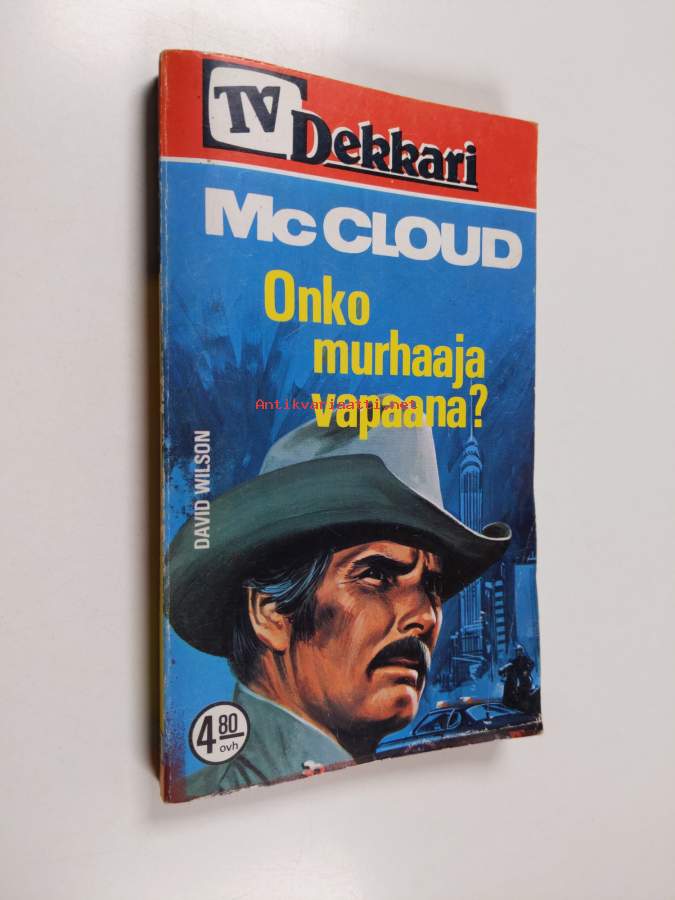 TV
Dekkari
Mc CLOUD
Onko
murhaaja
vapaana?
Antikvariaatti.net
DAVID WILSON
4 80
ovh